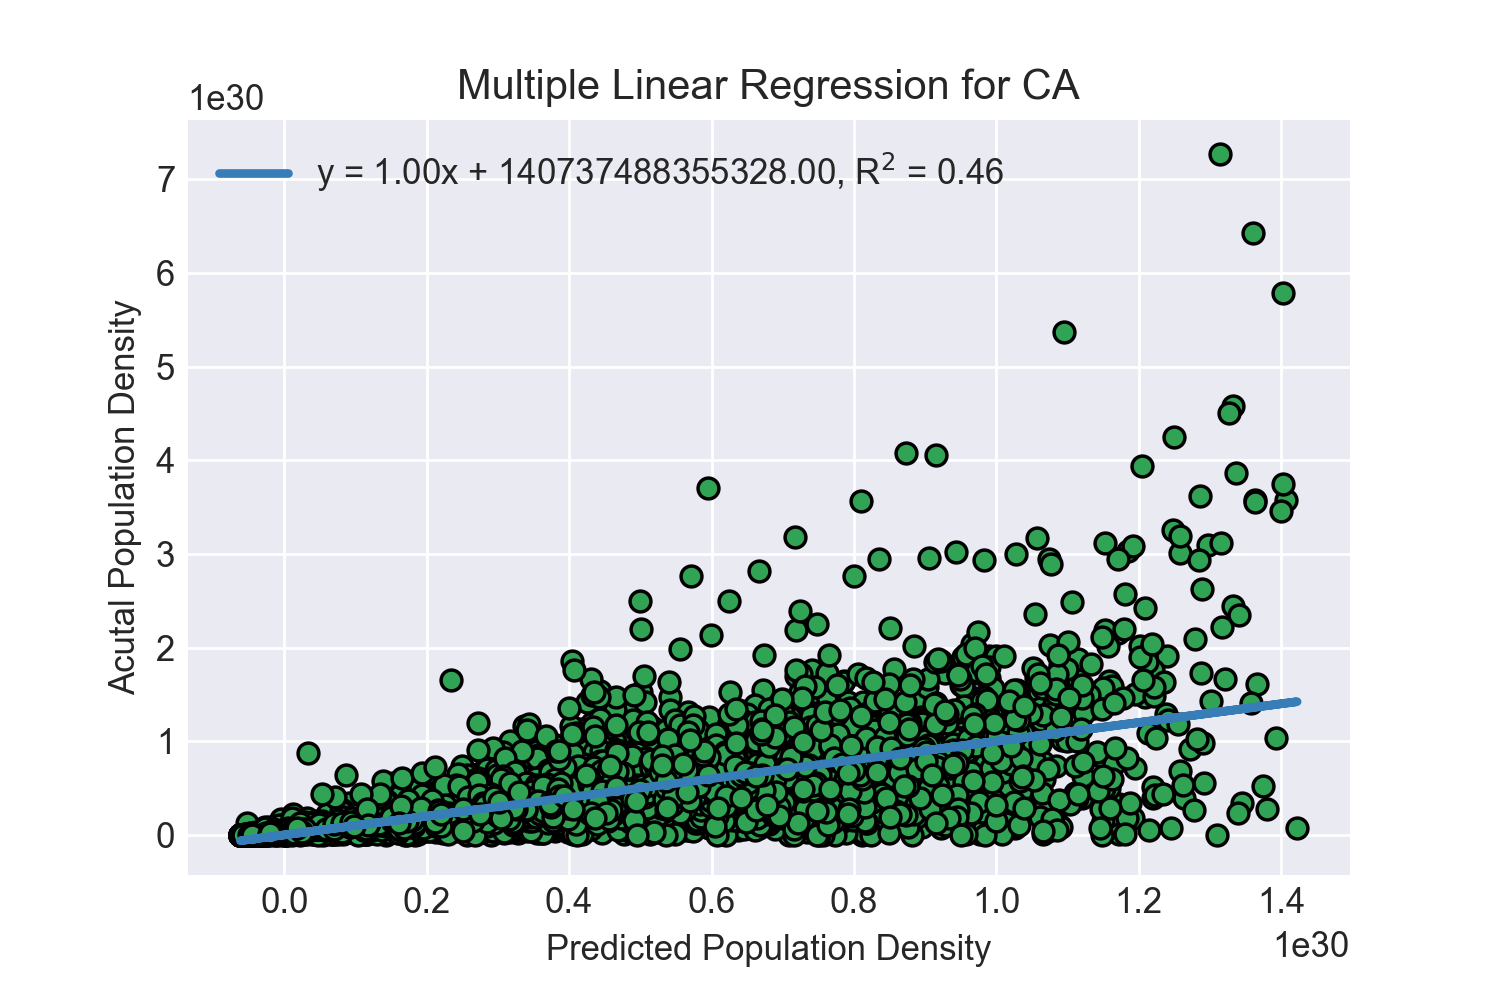 Multiple Linear Regression for CA
1e30
y = 1.00x + 140737488355328.00, R² = 0.46
7
6
5
4
3
2
1
0
Acutal Population Density
0.0 0.2 0.4 0.6 0.8 1.0 1.2 1.4
1e30
Predicted Population Density